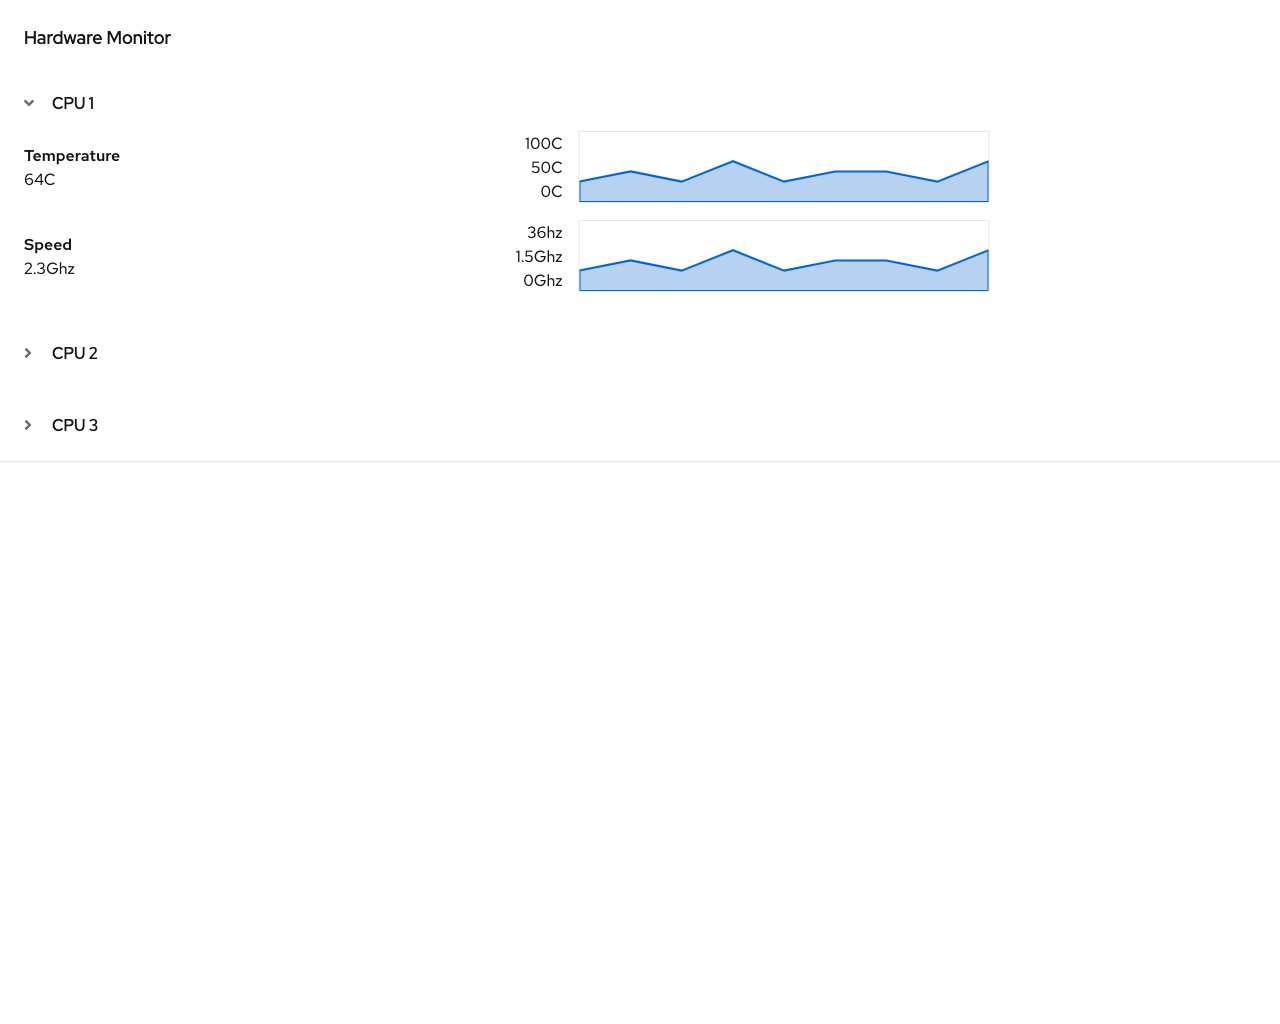 Hardware Monitor
CPU 1
Temperature
64C
100C
50C
0C
Speed
2.3Ghz
36hz
1.5Ghz
0Ghz
CPU 2
CPU 3